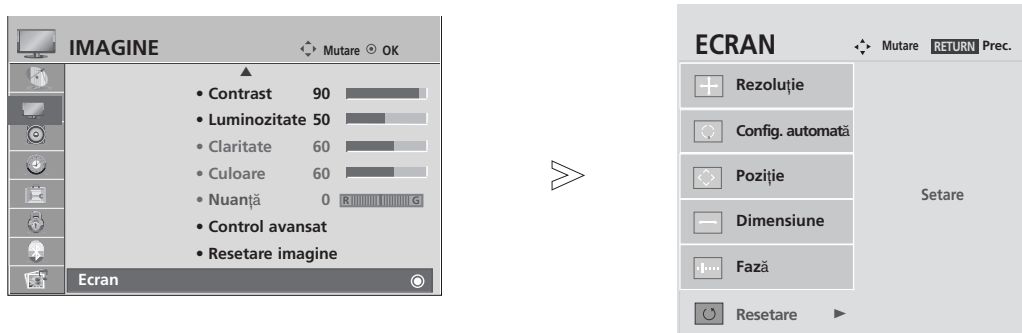 IMAGINE
Mutare OK
• Contrast 90
• Luminozitate 50
• Claritate 60
• Culoare 60
• Nuanță 0 R G
• Control avansat
• Resetare imagine
Ecran
ECRAN
Mutare RETURN Prec.
Rezoluție
Config. automată
Poziție
Dimensiune
Fază
Resetare
Setare